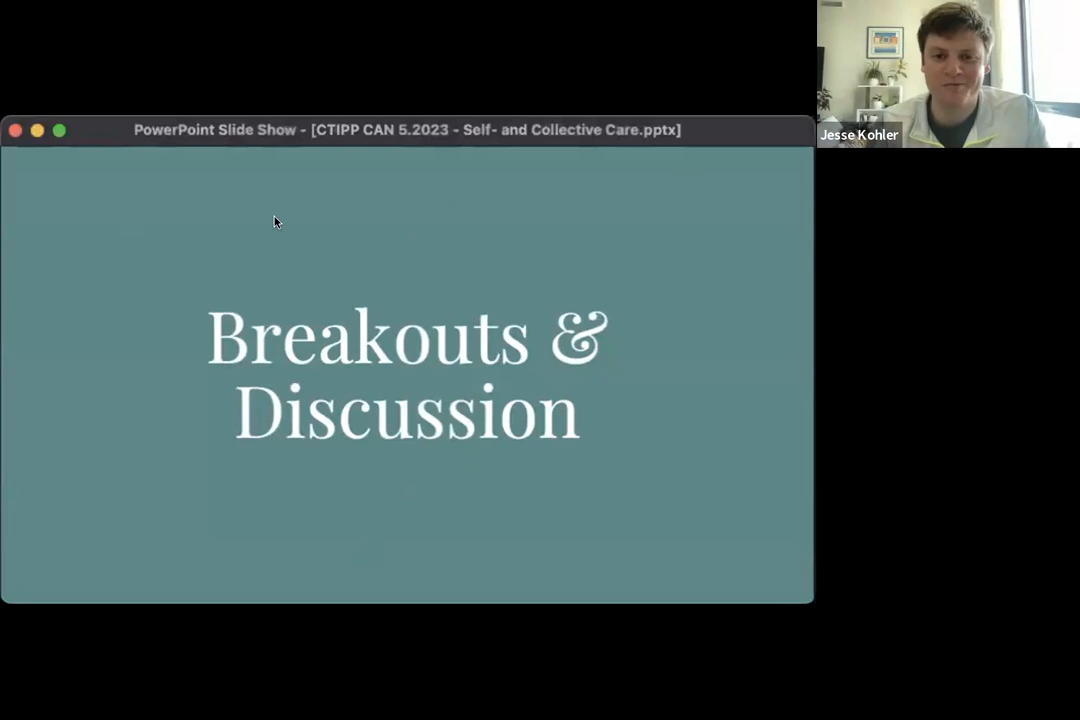 PowerPoint Slide Show - [CTIPP CAN 5.2023 - Self- and Collective Care.pptx]
Jesse Kohler
Breakouts &
Discussion